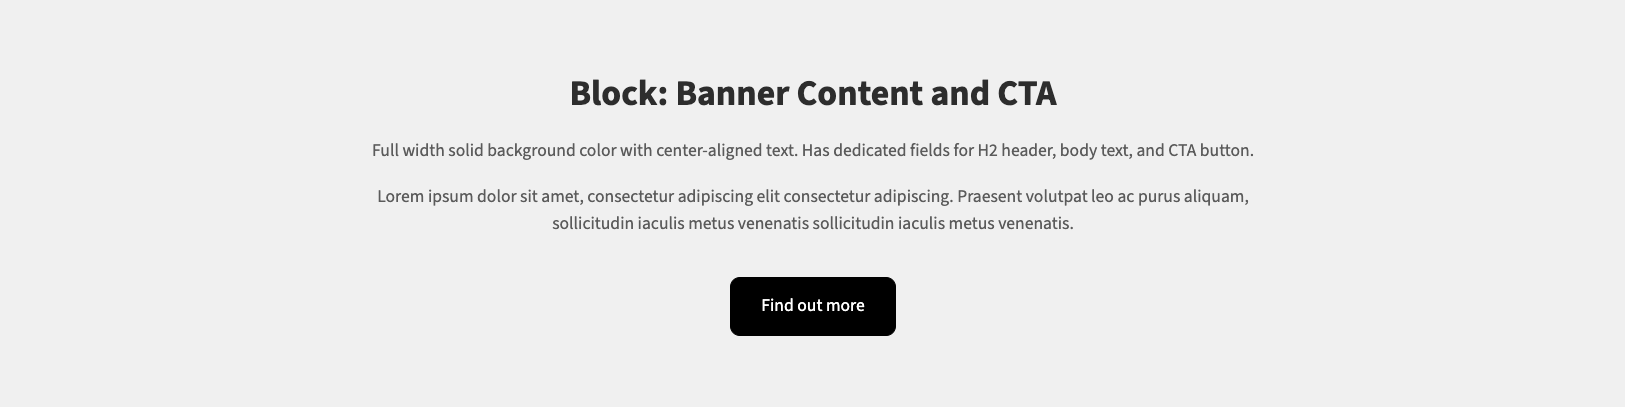 Block: Banner Content and CTA
Full width solid background color with center-aligned text. Has dedicated fields for H2 header, body text, and CTA button.
Lorem ipsum dolor sit amet, consectetur adipiscing elit consectetur adipiscing. Praesent volutpat leo ac purus aliquam,
sollicitudin iaculis metus venenatis sollicitudin iaculis metus venenatis.
Find out more